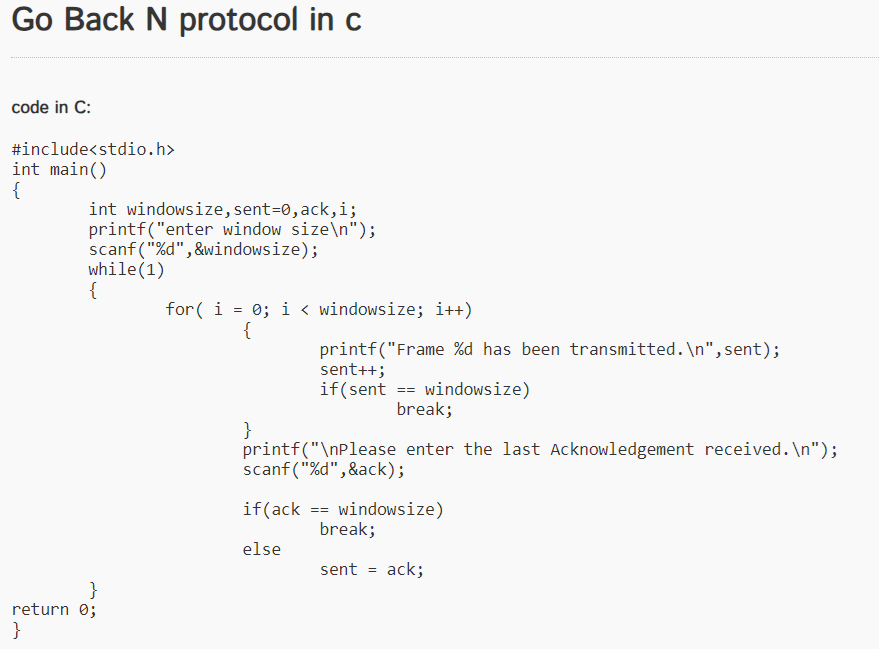 Go Back N protocol in c
code in C:
#include<stdio.h>
int main()
{
int windowsize,sent=0,ack,i;
printf("enter window size\n");
scanf("%d",&windowsize);
while(1)
{
for( i = 0; i < windowsize; i++)
{
printf("Frame %d has been transmitted.\n",sent);
sent++;
if(sent == windowsize)
break;
}
printf("\nPlease enter the last Acknowledgement received.\n");
scanf("%d",&ack);
if(ack == windowsize)
break;
else
sent = ack;
}
return 0;
}